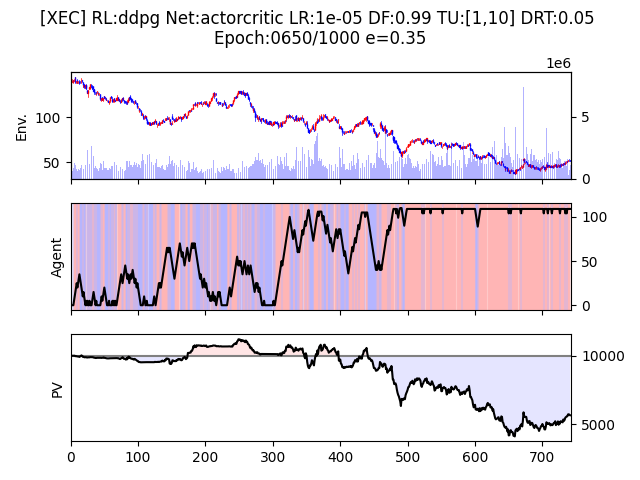 [XEC] RL:ddpg Net:actorcritic LR:1e-05 DF:0.99 TU:[1,10] DRT:0.05
Epoch:0650/1000 e=0.35
1e6
Env.
100
50
5
0
Agent
100
50
0
PV
10000
5000
0 100 200 300 400 500 600 700